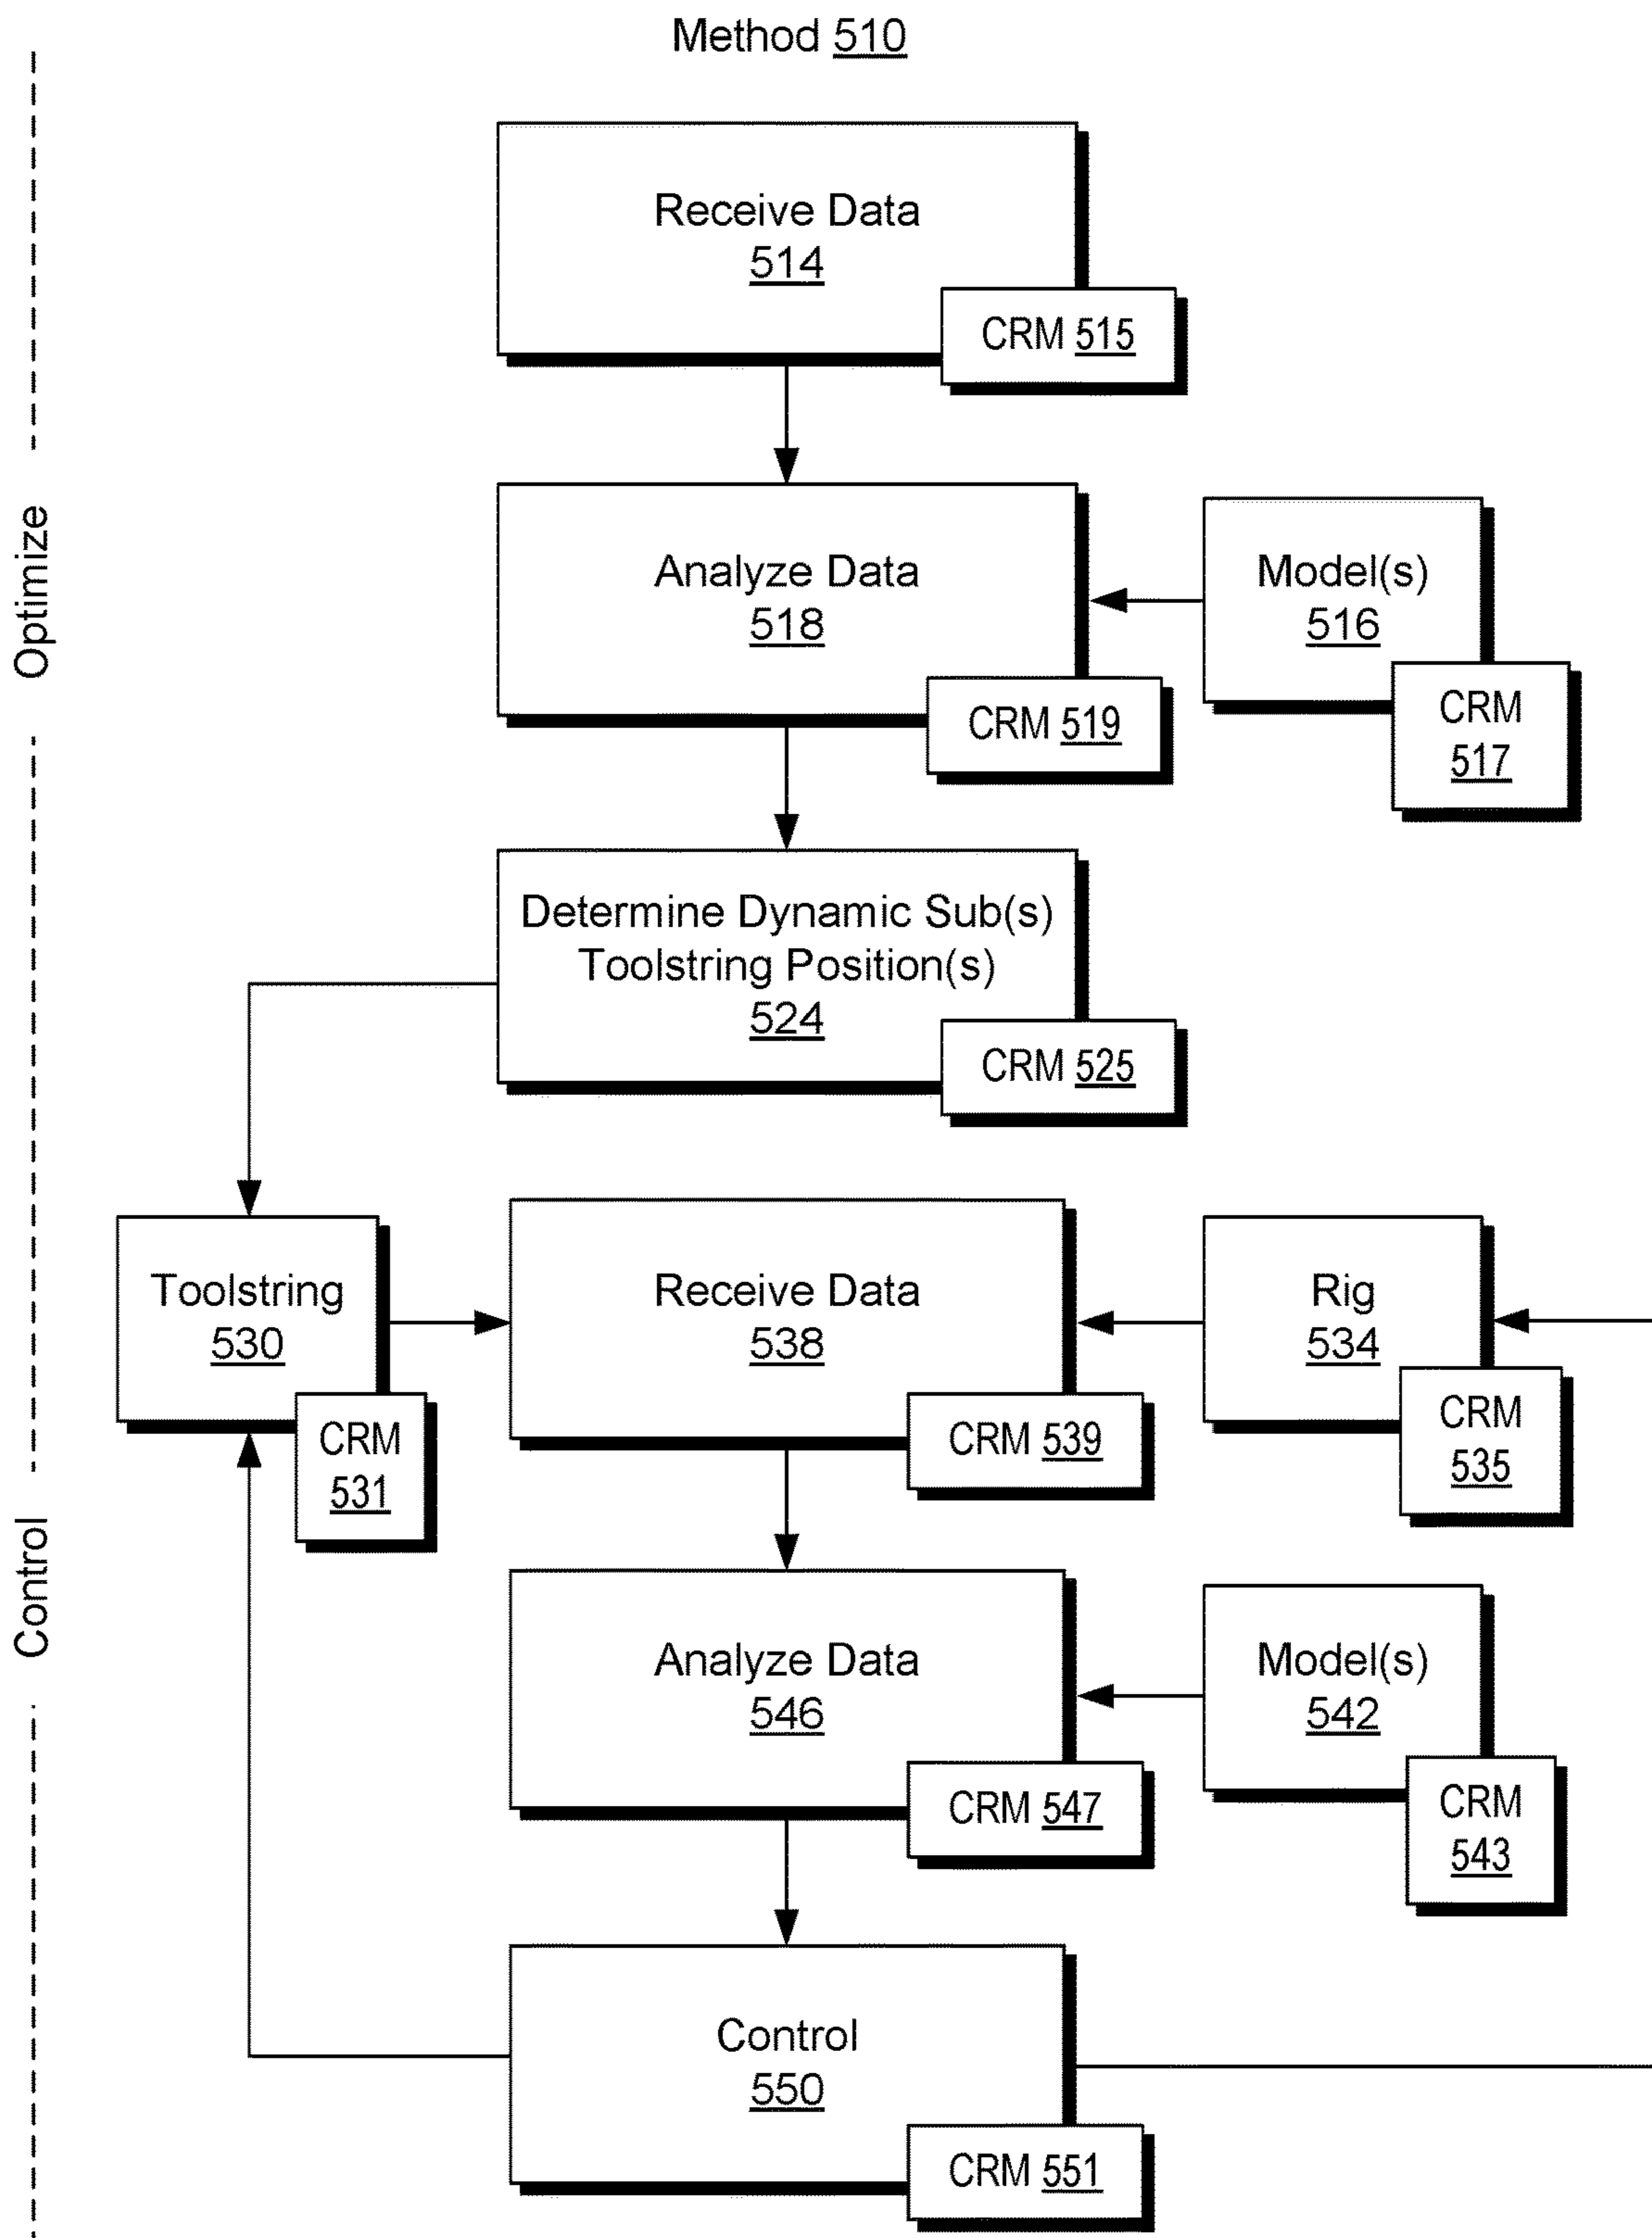 Method 510
Receive Data
514
CRM 515
Optimize
Analyze Data
518
CRM 519
Model(s)
516
CRM
517
Determine Dynamic Sub(s)
Toolstring Position(s)
524
CRM 525
Toolstring
530
CRM
531
Receive Data
538
CRM 539
Rig
534
CRM
535
Control
Analyze Data
546
CRM 547
Model(s)
542
CRM
543
Control
550
CRM 551